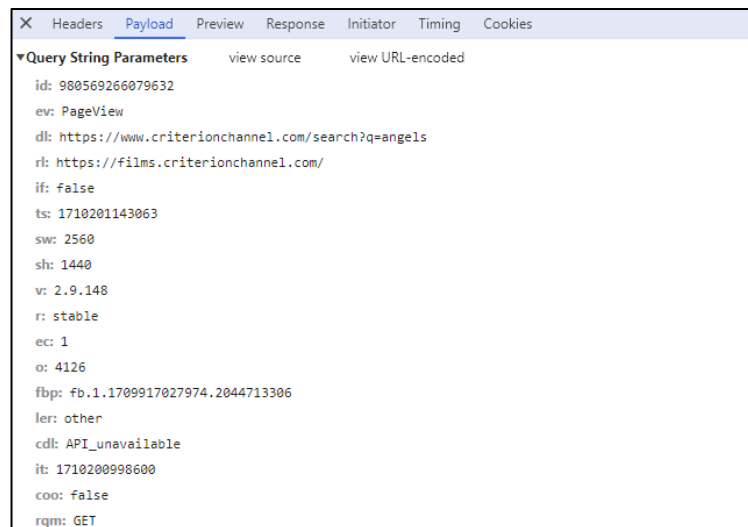 × Headers Payload Preview Response Initiator Timing Cookies
▼Query String Parameters view source view URL-encoded
id: 980569266079632
ev: PageView
dl: https://www.criterionchannel.com/search?q=angels
rl: https://films.criterionchannel.com/
if: false
ts: 1710201143063
sw: 2560
sh: 1440
v: 2.9.148
r: stable
ec: 1
o: 4126
fbp: fb.1.1709917027974.2044713306
ler: other
cdl: API_unavailable
it: 1710200998600
coo: false
rqm: GET